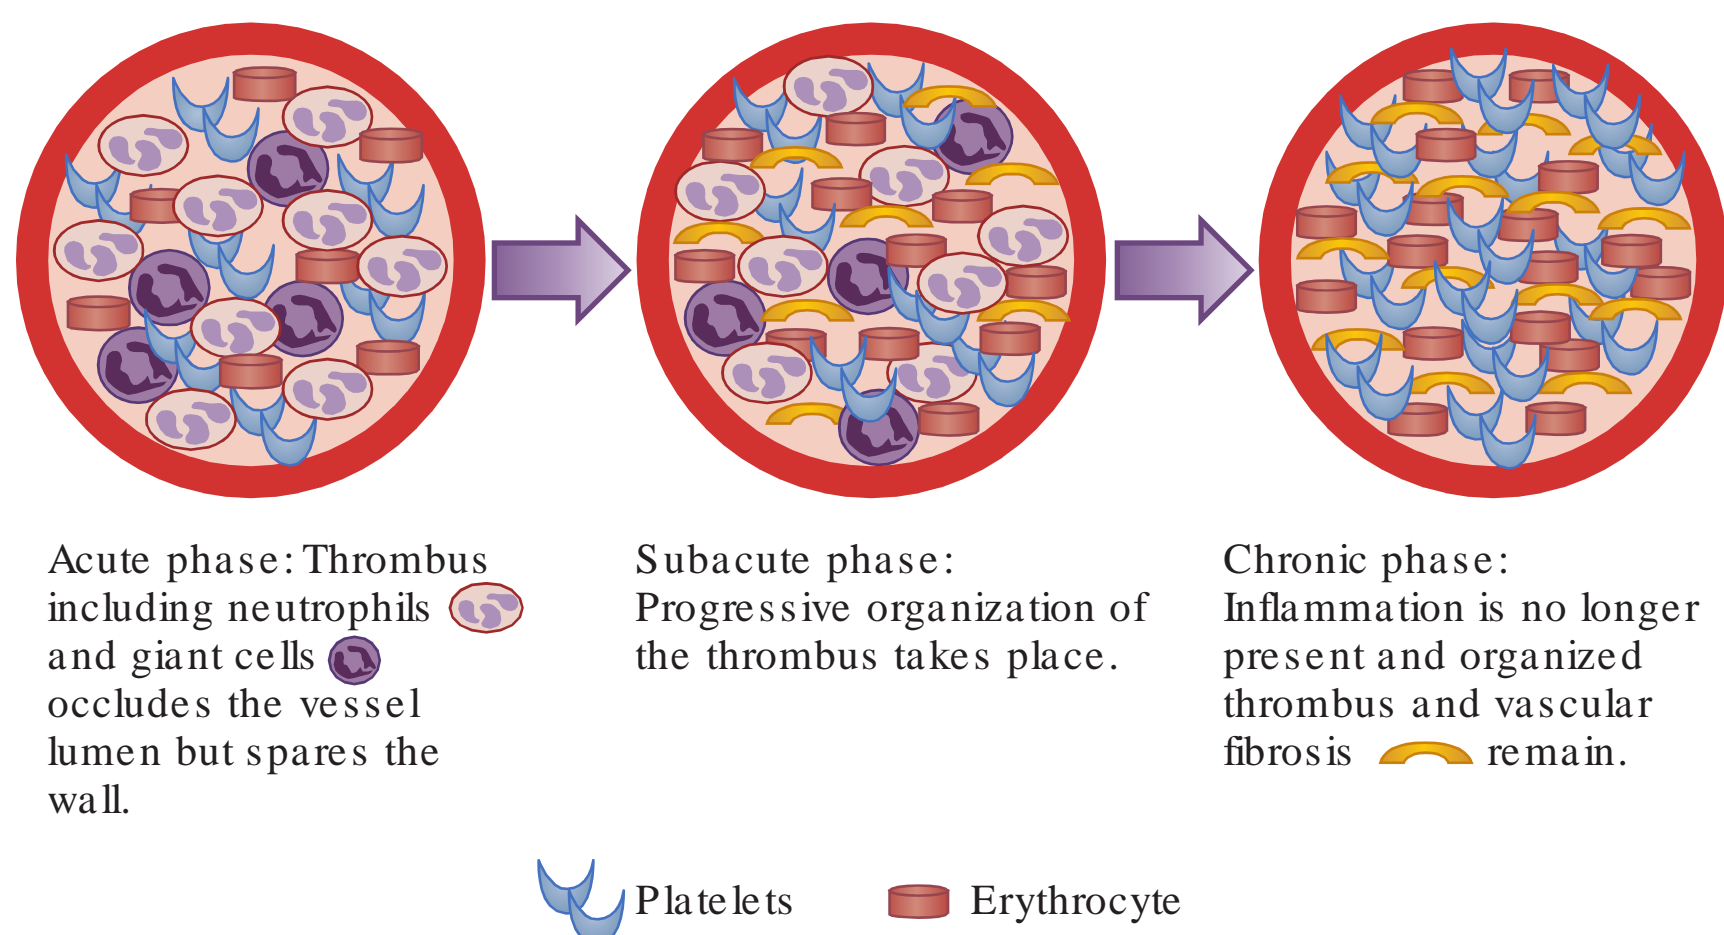 Acute phase: Thrombus
including neutrophils
and giant cells
occludes the vessel
lumen but spares the
wall.
Subacute phase:
Progressive organization of
the thrombus takes place.
Chronic phase:
Inflammation is no longer
present and organized
thrombus and vascular
fibrosis remain.
Platelets
Erythrocyte